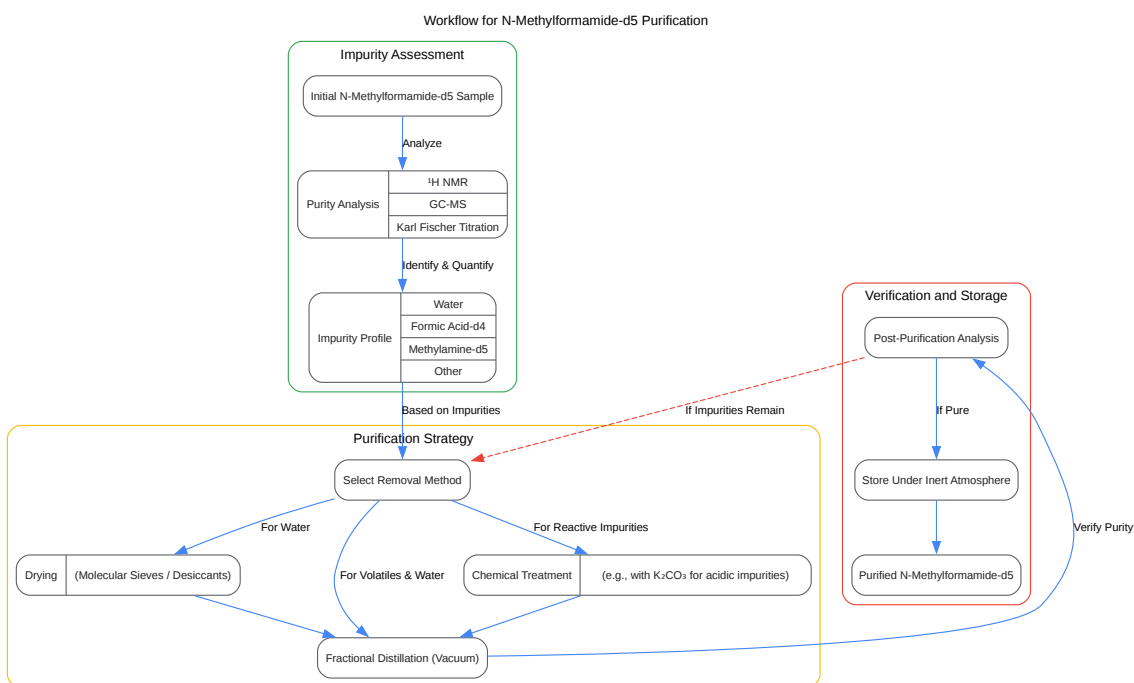 Workflow for N-Methylformamide-d5 Purification
Impurity Assessment
Initial N-Methylformamide-d5 Sample
Analyze
Purity Analysis
¹H NMR
GC-MS
Karl Fischer Titration
Identify & Quantify
Impurity Profile
Water
Formic Acid-d4
Methylamine-d5
Other
Based on Impurities
Purification Strategy
Select Removal Method
For Water
For Volatiles & Water
For Reactive Impurities
Drying
(Molecular Sieves / Desiccants)
Chemical Treatment
(e.g., with K₂CO₃ for acidic impurities)
Fractional Distillation (Vacuum)
Verification and Storage
Post-Purification Analysis
If Impurities Remain
If Pure
Store Under Inert Atmosphere
Verify Purity
Purified N-Methylformamide-d5